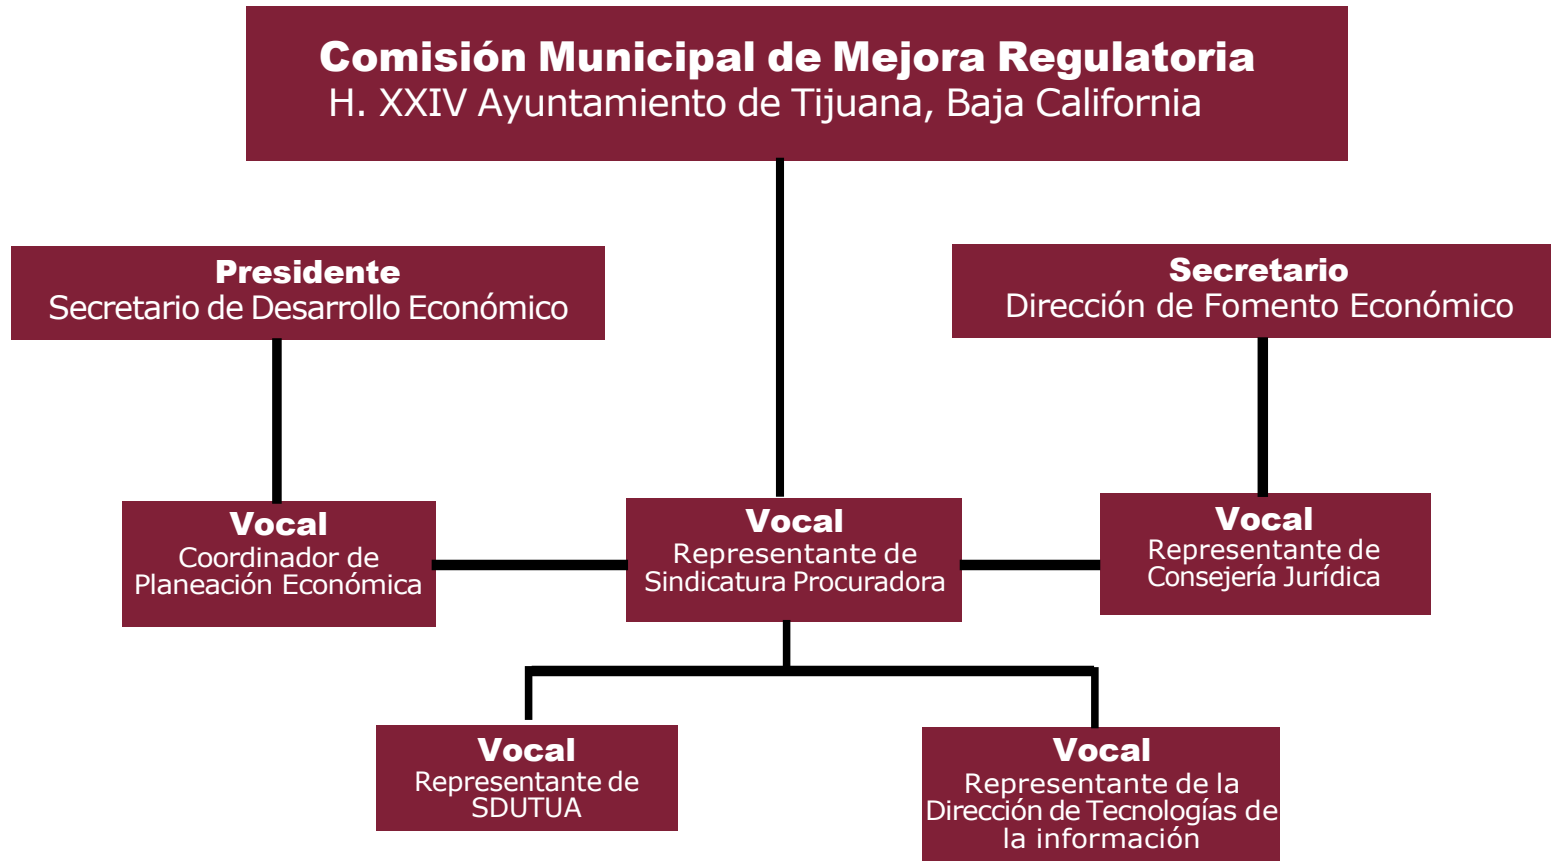 Comisión Municipal de Mejora Regulatoria
H. XXIV Ayuntamiento de Tijuana, Baja California
Presidente
Secretario de Desarrollo Económico
Secretario
Dirección de Fomento Económico
Vocal
Coordinador de
Planeación Económica
Vocal
Representante de
Sindicatura Procuradora
Vocal
Representante de
Consejería Jurídica
Vocal
Representante de
SDUTUA
Vocal
Representante de la
Dirección de Tecnologías de
la información